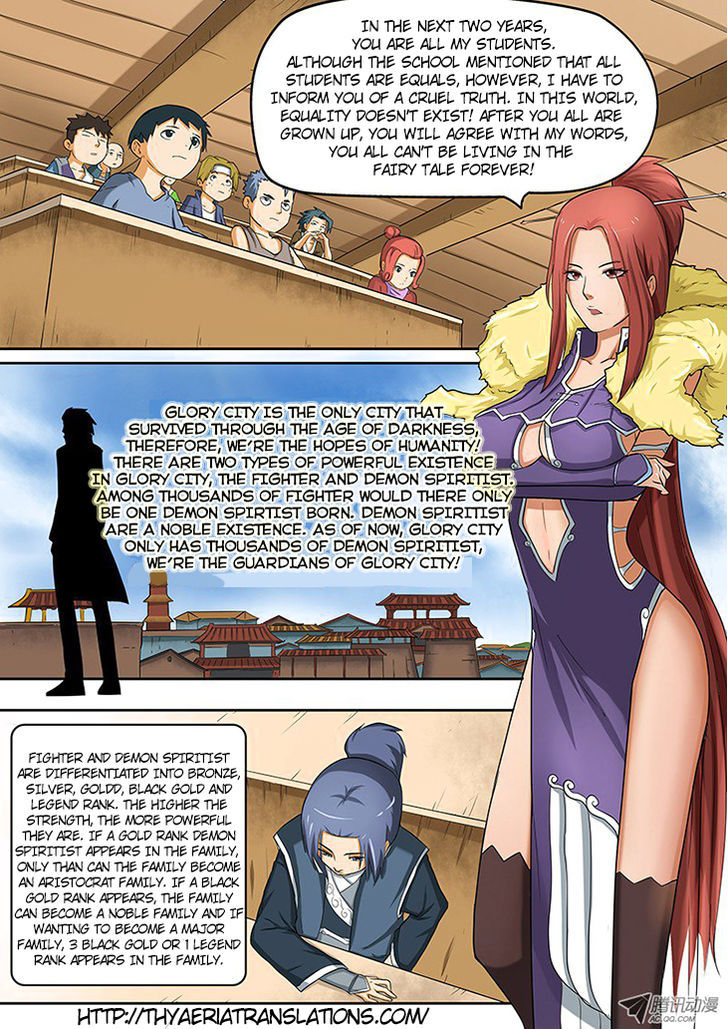 IN THE NEXT TWO YEARS,
YOU ARE ALL MY STUDENTS.
ALTHOUGH THE SCHOOL MENTIONED THAT ALL
STUDENTS ARE EQUALS, HOWEVER, I HAVE TO
INFORM YOU OF A CRUEL TRUTH. IN THIS WORLD,
EQUALITY DOESN'T EXIST! AFTER YOU ALL ARE
GROWN UP, YOU WILL AGREE WITH MY WORDS,
YOU ALL CAN'T BE LIVING IN THE
FAIRY TALE FOREVER!
GLORY CITY IS THE ONLY CITY THAT
SURVIVED THROUGH THE AGE OF DARKNESS,
THEREFORE, WE'RE THE HOPES OF HUMANITY!
THERE ARE TWO TYPES OF POWERFUL EXISTENCE
IN GLORY CITY, THE FIGHTER AND DEMON SPIRITIST.
AMONG THOUSANDS OF FIGHTER WOULD THERE ONLY
BE ONE DEMON SPIRTIST BORN. DEMON SPIRITIST
ARE A NOBLE EXISTENCE. AS OF NOW, GLORY CITY
ONLY HAS THOUSANDS OF DEMON SPIRITIST,
WE'RE THE GUARDIANS OF GLORY CITY!
FIGHTER AND DEMON SPIRITIST
ARE DIFFERENTIATED INTO BRONZE,
SILVER, GOLDD, BLACK GOLD AND
LEGEND RANK. THE HIGHER THE
STRENGTH, THE MORE POWERFUL
THEY ARE. IF A GOLD RANK DEMON
SPIRITIST APPEARS IN THE FAMILY,
ONLY THAN CAN THE FAMILY BECOME
AN ARISTOCRAT FAMILY. IF A BLACK
GOLD RANK APPEARS, THE FAMILY
CAN BECOME A NOBLE FAMILY AND IF
WANTING TO BECOME A MAJOR
FAMILY, 3 BLACK GOLD OR 1 LEGEND
RANK APPEARS IN THE FAMILY.
HTTP://THYAERIATRANSLATIONS.COM/
腾讯动漫
AC.QQ.COM